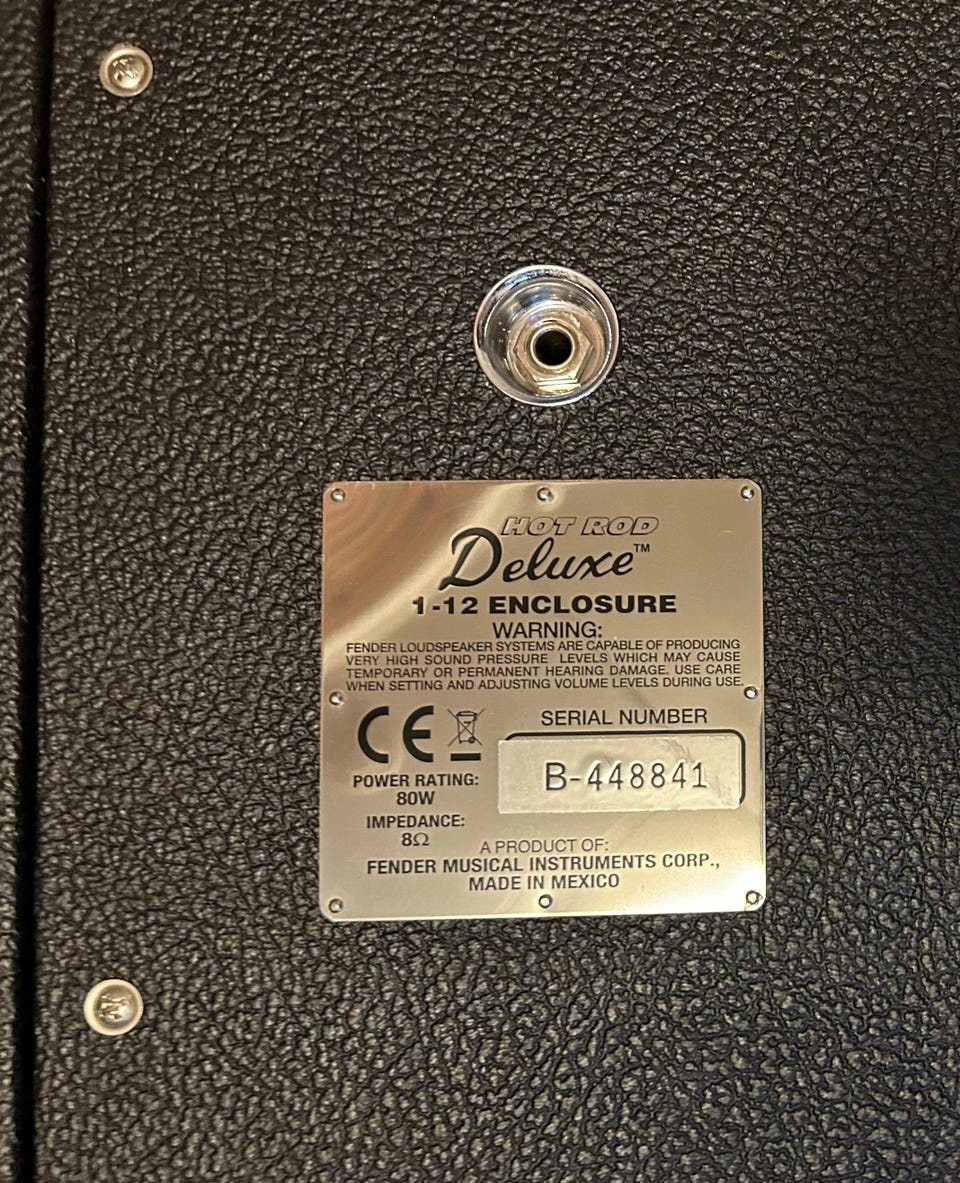 HOT ROD
Deluxe™
1-12 ENCLOSURE
WARNING:
FENDER LOUDSPEAKER SYSTEMS ARE CAPABLE OF PRODUCING
VERY HIGH SOUND PRESSURE LEVELS WHICH MAY CAUSE
TEMPORARY OR PERMANENT HEARING DAMAGE. USE CARE
WHEN SETTING AND ADJUSTING VOLUME LEVELS DURING USE.
CE
SERIAL NUMBER
B-448841
POWER RATING:
80W
IMPEDANCE:
8Ω
A PRODUCT OF:
FENDER MUSICAL INSTRUMENTS CORP.,
MADE IN MEXICO